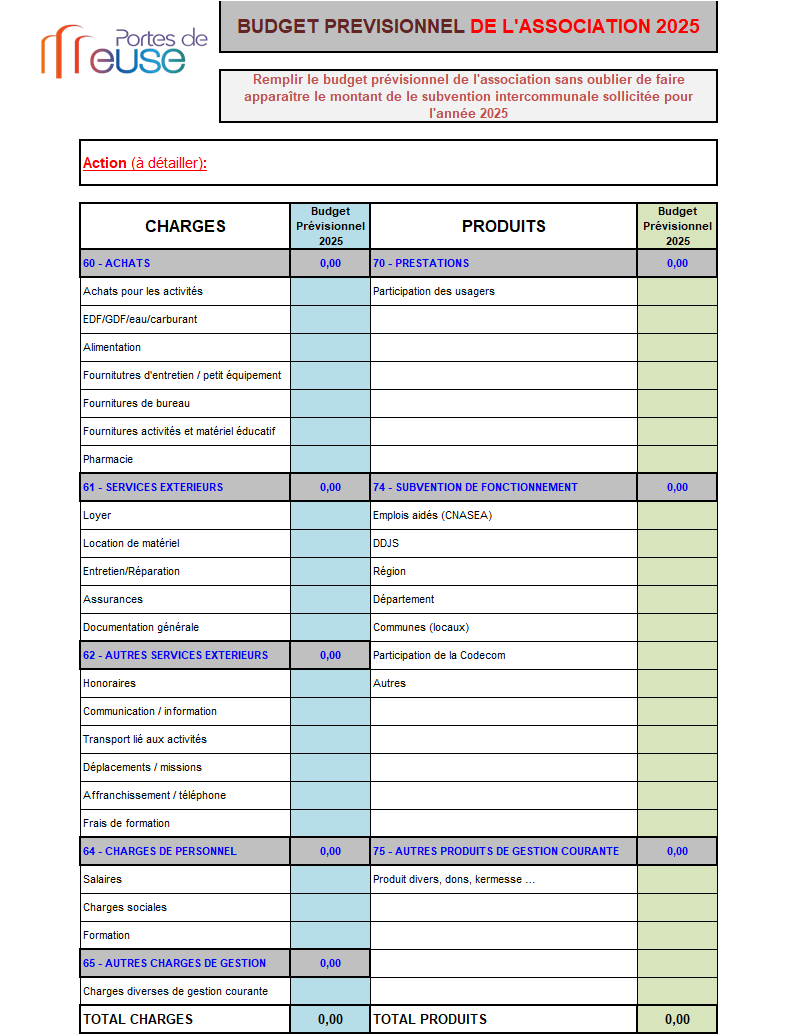 Portes de
Meuse
BUDGET PREVISIONNEL DE L'ASSOCIATION 2025
Remplir le budget prévisionnel de l'association sans oublier de faire
apparaître le montant de le subvention intercommunale sollicitée pour
l'année 2025
Action (à détailler):
CHARGES
Budget
Prévisionnel
2025
PRODUITS
Budget
Prévisionnel
2025
60 - ACHATS 0,00 70 - PRESTATIONS 0,00
Achats pour les activités Participation des usagers
EDF/GDF/eau/carburant
Alimentation
Fournitutres d'entretien / petit équipement
Fournitures de bureau
Fournitures activités et matériel éducatif
Pharmacie
61 - SERVICES EXTERIEURS 0,00 74 - SUBVENTION DE FONCTIONNEMENT 0,00
Loyer Emplois aidés (CNASEA)
Location de matériel DDJS
Entretien/Réparation Région
Assurances Département
Documentation générale Communes (locaux)
62 - AUTRES SERVICES EXTERIEURS 0,00 Participation de la Codecom
Honoraires Autres
Communication / information
Transport lié aux activités
Déplacements / missions
Affranchissement / téléphone
Frais de formation
64 - CHARGES DE PERSONNEL 0,00 75 - AUTRES PRODUITS DE GESTION COURANTE 0,00
Salaires Produit divers, dons, kermesse ...
Charges sociales
Formation
65 - AUTRES CHARGES DE GESTION 0,00
Charges diverses de gestion courante
TOTAL CHARGES 0,00 TOTAL PRODUITS 0,00